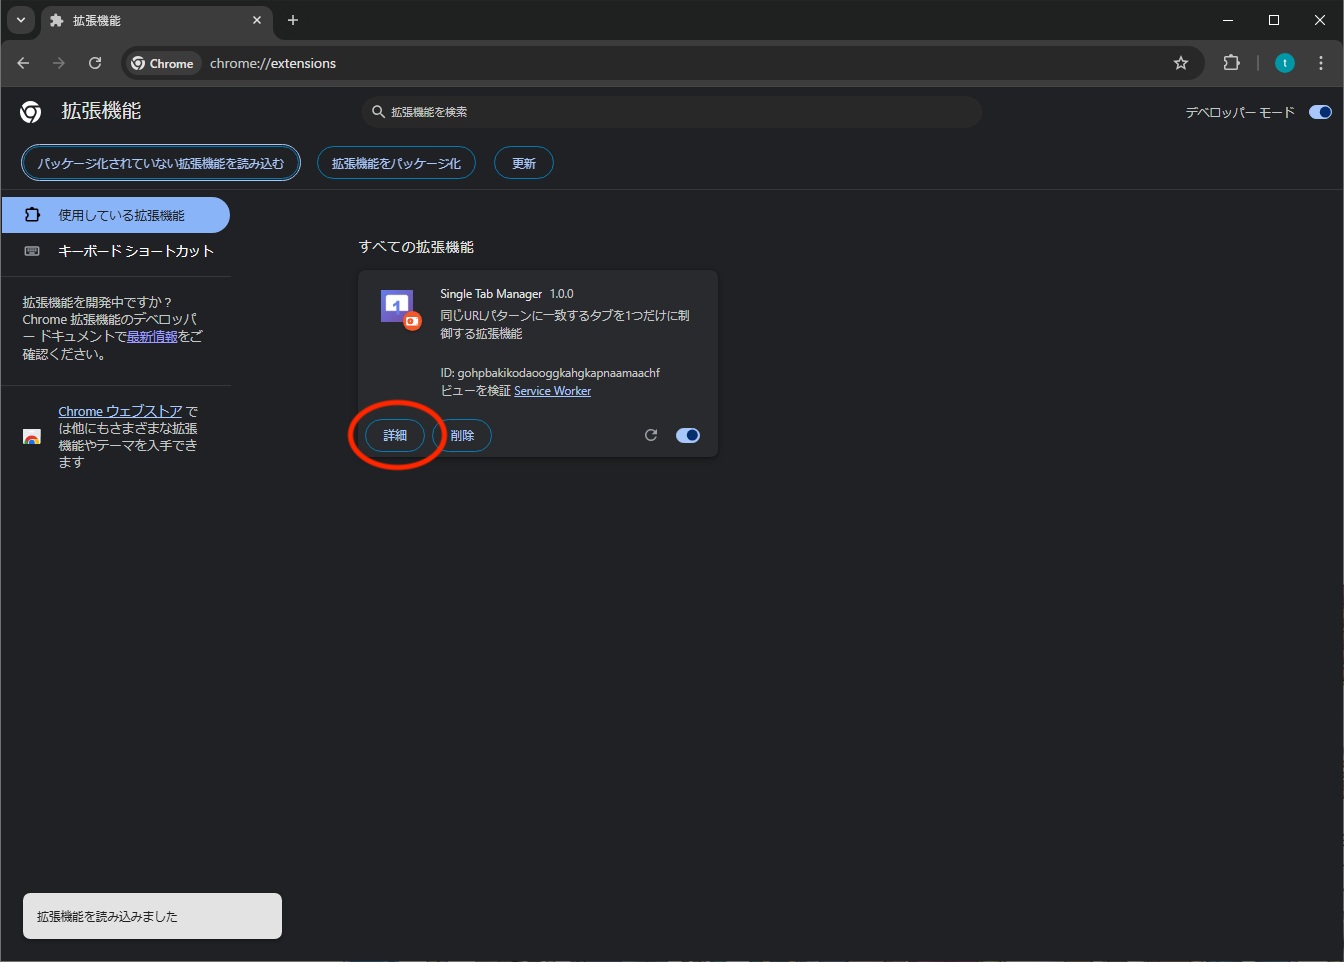 拡張機能
Chrome
chrome://extensions
t
拡張機能
拡張機能を検索
デベロッパー モード
パッケージ化されていない拡張機能を読み込む
拡張機能をパッケージ化
更新
使用している拡張機能
キーボード ショートカット
拡張機能を開発中ですか？
Chrome 拡張機能のデベロッパ
ー ドキュメントで最新情報をご
確認ください。
Chrome ウェブストア で
は他にもさまざまな拡張
機能やテーマを入手でき
ます
すべての拡張機能
1
Single Tab Manager 1.0.0
同じURLパターンに一致するタブを1つだけに制
御する拡張機能
ID: gohpbakikodaooggkahgkapnaamaachf
ビューを検証 Service Worker
詳細
削除
拡張機能を読み込みました